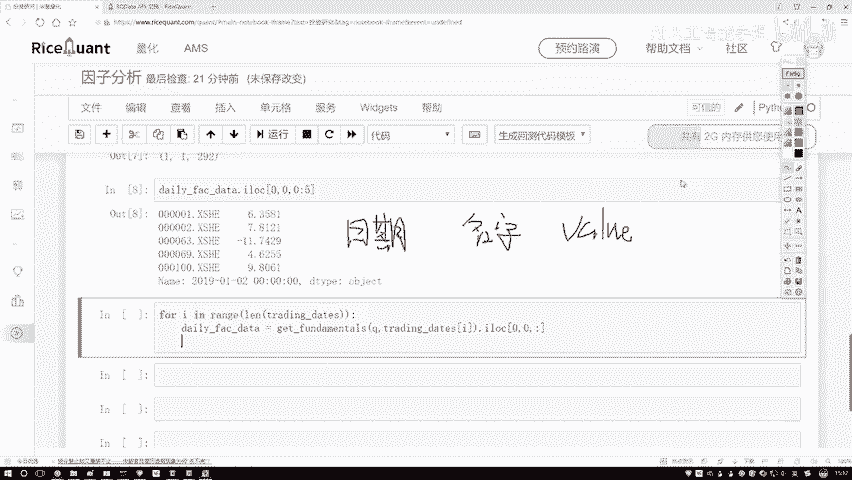 https://www.ricequant.com
RiceQuant 量化 AMS 预约路演 帮助文档 社区
因子分析 最后检查: 21 分钟前 (未保存改变)
文件 编辑 查看 插入 单元格 服务 Widgets 帮助 可信的
运行 代码 生成回测代码模板 共有 2G 内存供您使用
Out[7]: (1, 1, 292)
In [8]: daily_fac_data.iloc[0,0,0:5]
Out[8]: 000001.XSHE 6.3581
000002.XSHE 7.8121
000063.XSHE -11.7429
000069.XSHE 4.6255
000100.XSHE 9.8061
Name: 2019-01-02 00:00:00, dtype: object
日期 名字 value
In [ ]: for i in range(len(trading_dates)):
daily_fac_data = get_fundamentals(q,trading_dates[i]).iloc[0,0,:]
In [ ]:
In [ ]:
In [ ]: